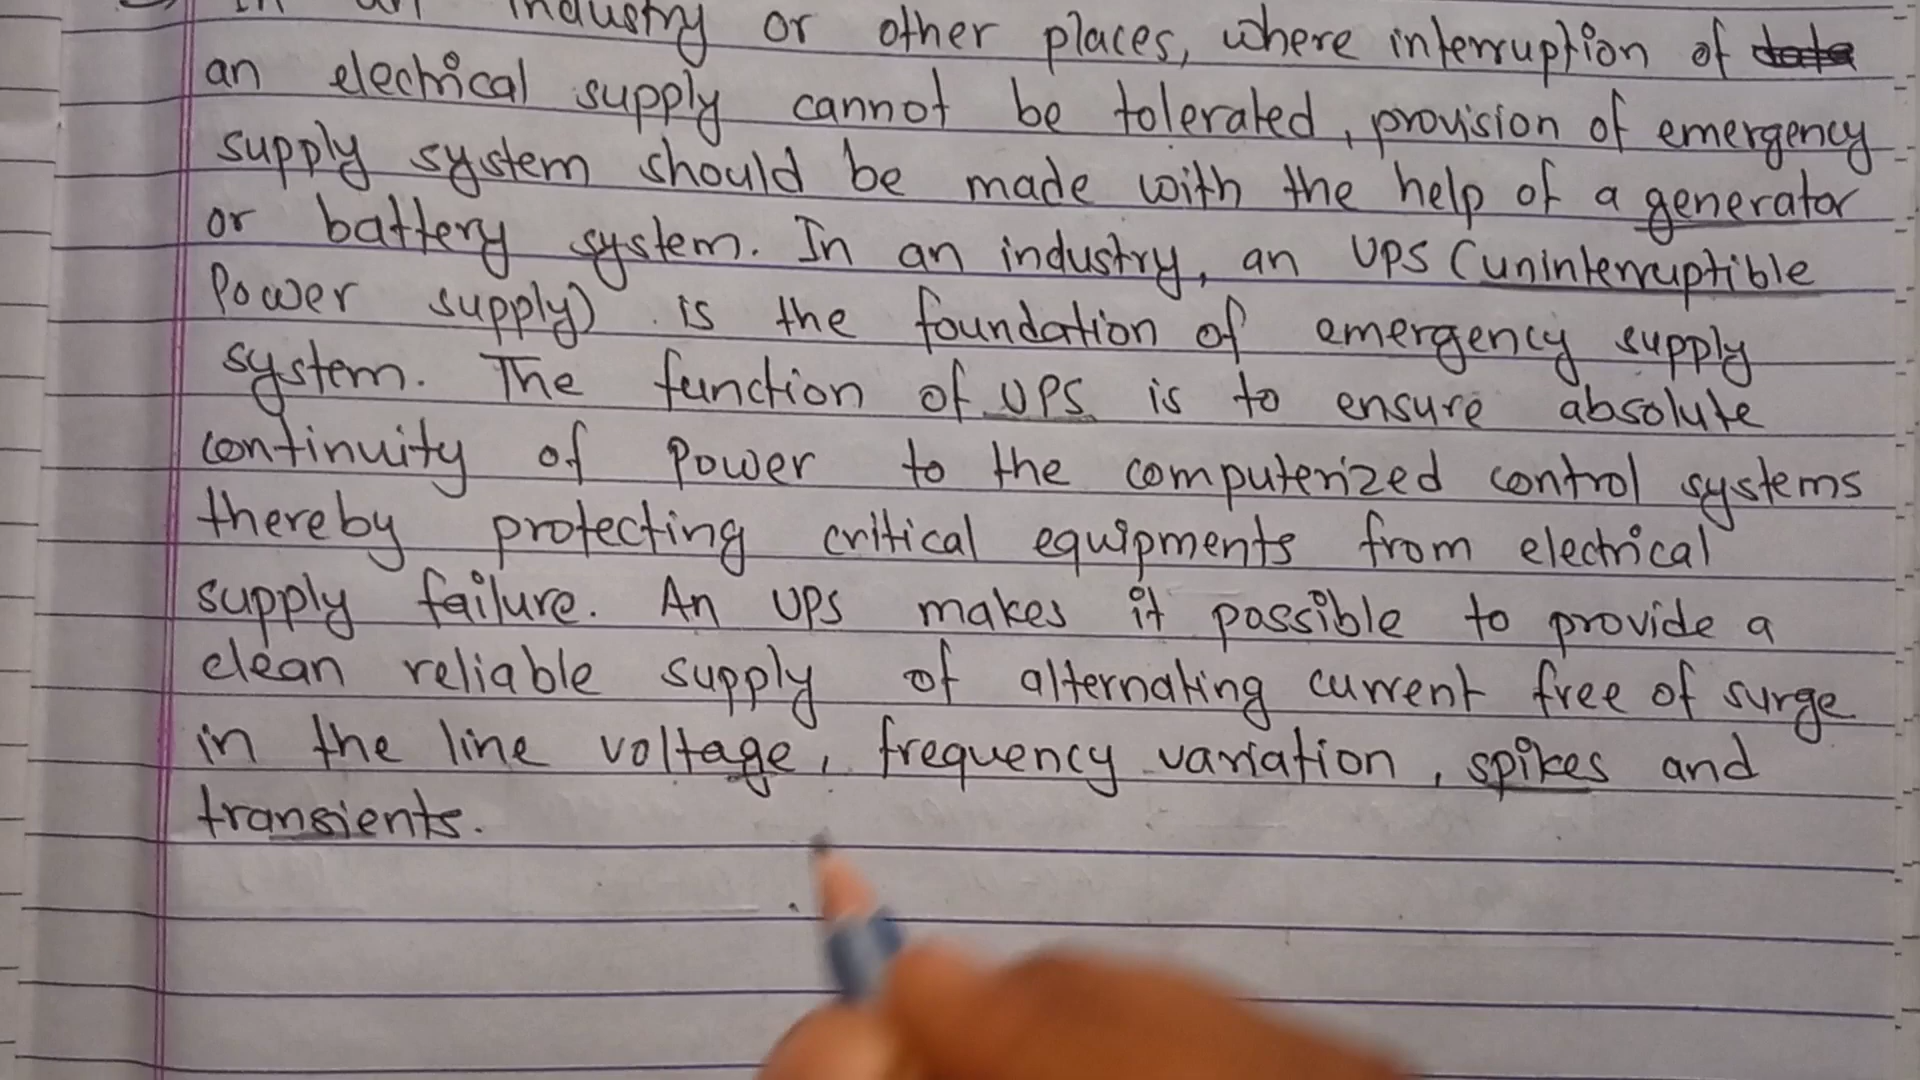 In an industry or other places, where interruption of
an electrical supply cannot be tolerated, provision of emergency
supply system should be made with the help of a generator
or battery system. In an industry, an UPS (uninterruptible
Power supply) is the foundation of emergency supply
system. The function of UPS is to ensure absolute
continuity of power to the computerized control systems
thereby protecting critical equipments from electrical
supply failure. An UPS makes it possible to provide a
clean reliable supply of alternating current free of surge
in the line voltage, frequency variation, spikes and
transients.